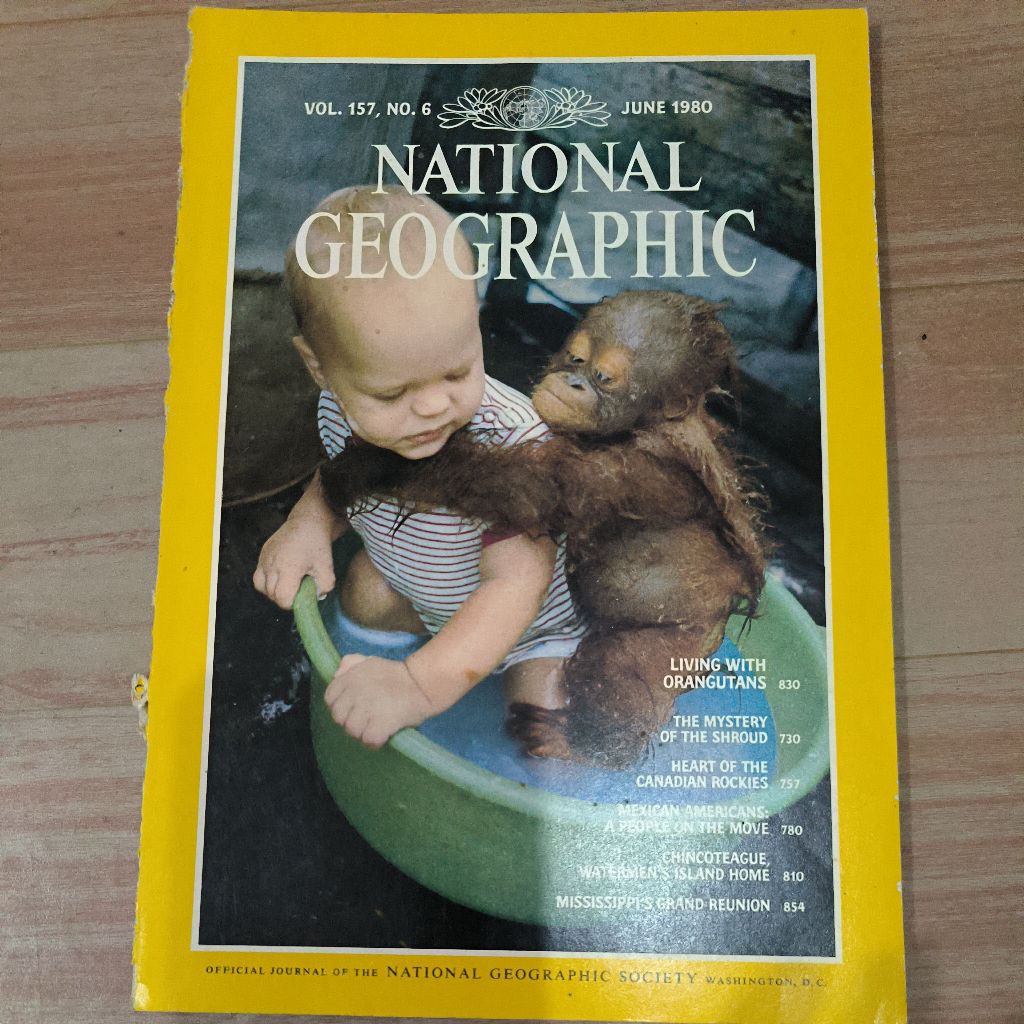 VOL. 157, NO. 6 JUNE 1980
NATIONAL
GEOGRAPHIC
LIVING WITH
ORANGUTANS 830
THE MYSTERY
OF THE SHROUD 730
HEART OF THE
CANADIAN ROCKIES 757
MEXICAN AMERICANS:
A PEOPLE ON THE MOVE 780
CHINCOTEAGUE,
WATERMEN'S ISLAND HOME 810
MISSISSIPPI'S GRAND REUNION 854
OFFICIAL JOURNAL OF THE NATIONAL GEOGRAPHIC SOCIETY WASHINGTON, D.C.